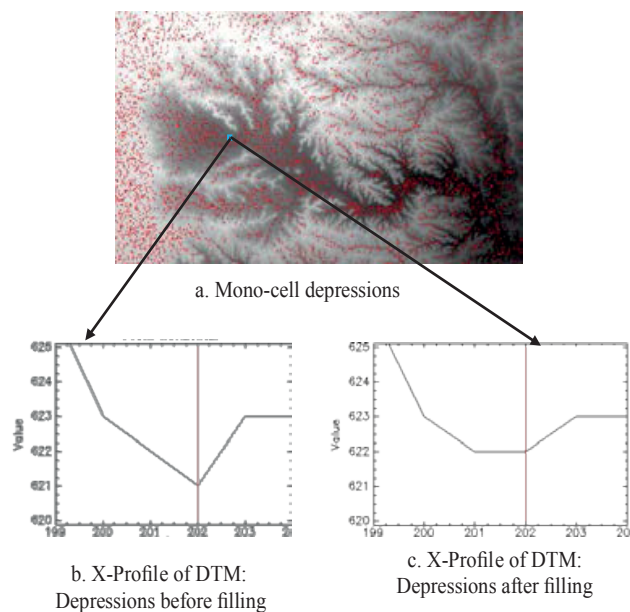 a. Mono-cell depressions
625
624
623
622
621
620
Value
199 200 201 202 203
b. X-Profile of DTM:
Depressions before filling
625
624
623
622
621
620
Value
199 200 201 202 203
c. X-Profile of DTM:
Depressions after filling